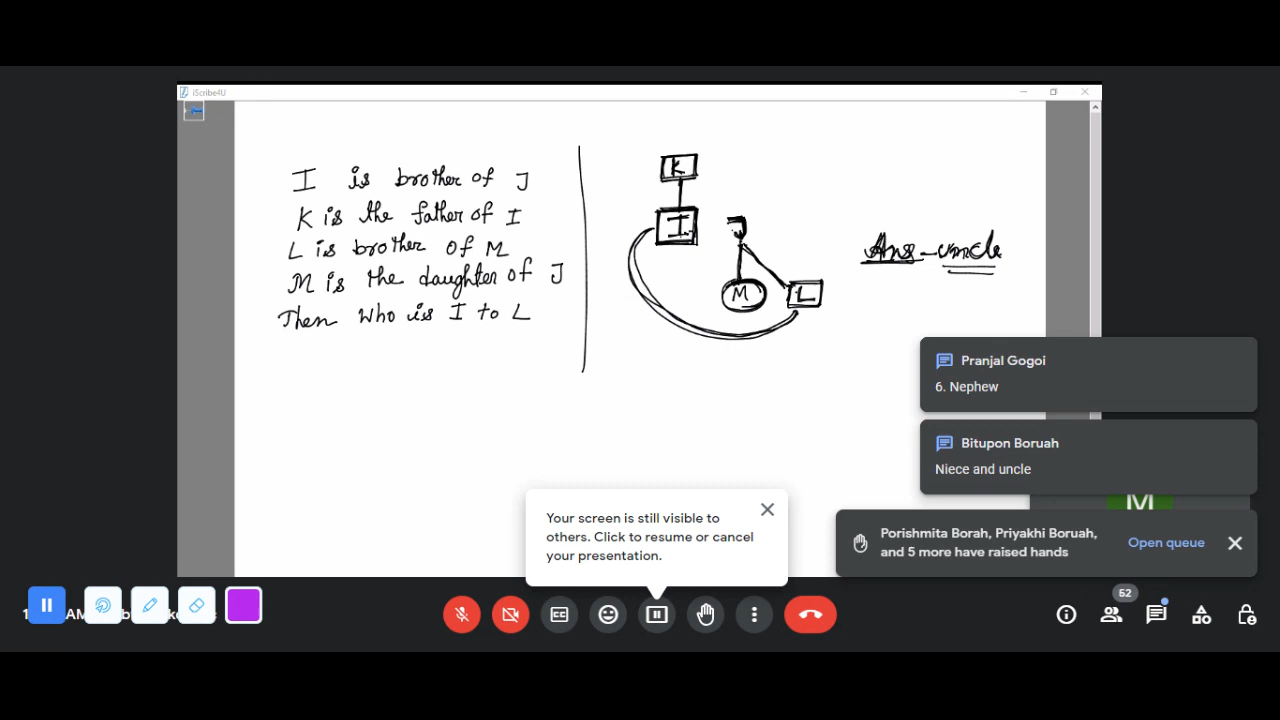 iScribe4U
I is brother of J
K is the father of I
L is brother of M
M is the daughter of J
Then Who is I to L
K
I J
M L
Ans - uncle
Pranjal Gogoi
6. Nephew
Bitupon Boruah
Niece and uncle
M
Your screen is still visible to
others. Click to resume or cancel
your presentation.
Porishmita Borah, Priyakhi Boruah,
and 5 more have raised hands
Open queue
52
CC